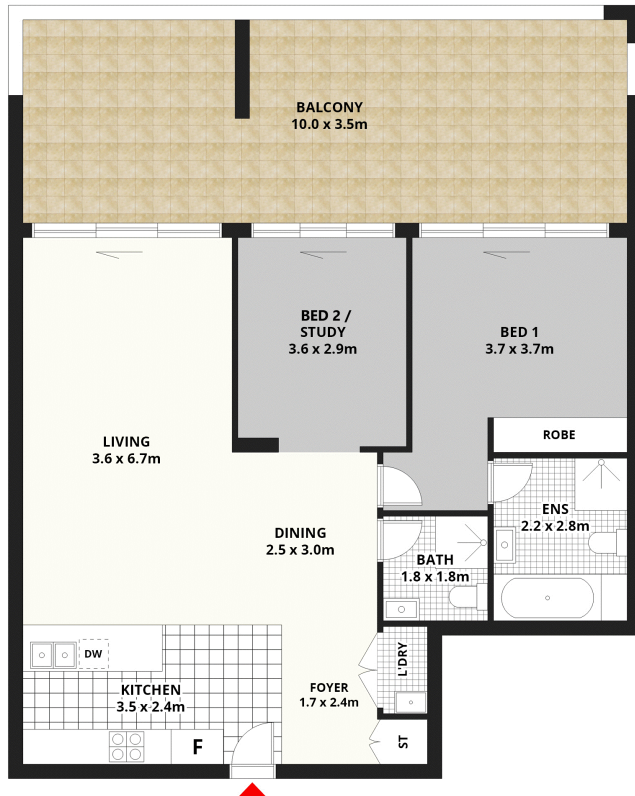 BALCONY
10.0 x 3.5m
BED 2 /
STUDY
3.6 x 2.9m
BED 1
3.7 x 3.7m
ROBE
LIVING
3.6 x 6.7m
ENS
2.2 x 2.8m
DINING
2.5 x 3.0m
BATH
1.8 x 1.8m
DW
L'DRY
KITCHEN
3.5 x 2.4m
FOYER
1.7 x 2.4m
F
ST